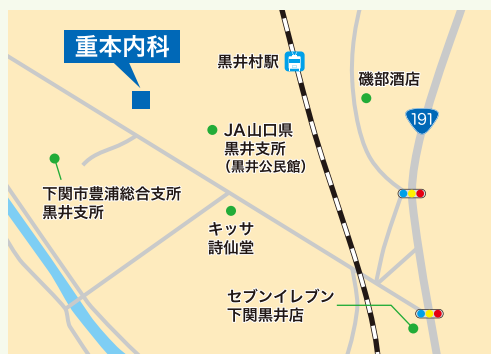 重本内科
黒井村駅
磯部酒店
191
JA山口県
黒井支所
（黒井公民館）
下関市豊浦総合支所
黒井支所
キッサ
詩仙堂
セブンイレブン
下関黒井店